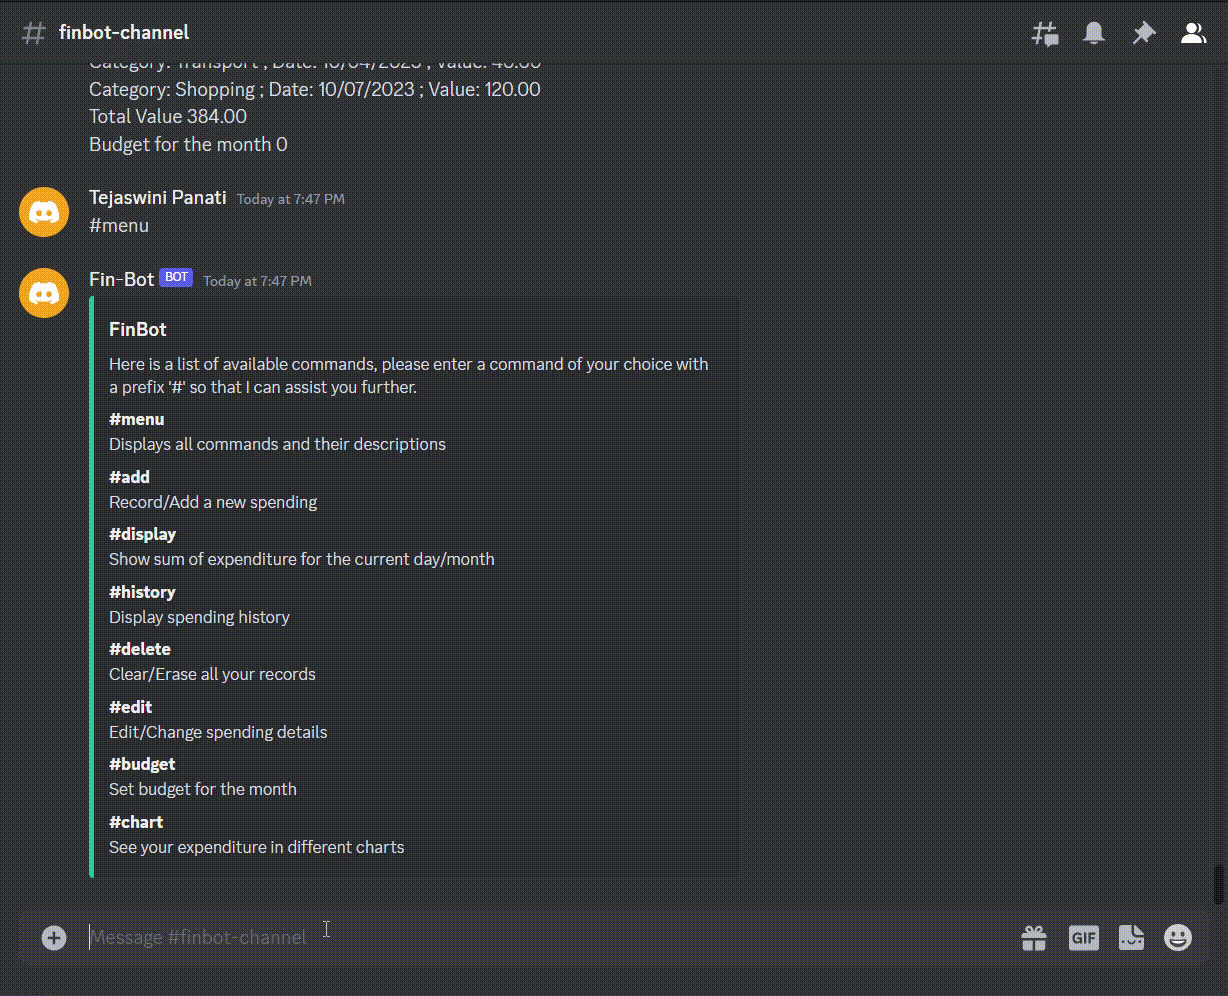 finbot-channel
Category: Transport ; Date: 10/04/2023 ; Value: 40.00
Category: Shopping ; Date: 10/07/2023 ; Value: 120.00
Total Value 384.00
Budget for the month 0
Tejaswini Panati Today at 7:47 PM
#menu
Fin-Bot BOT Today at 7:47 PM
FinBot
Here is a list of available commands, please enter a command of your choice with
a prefix '#' so that I can assist you further.
#menu
Displays all commands and their descriptions
#add
Record/Add a new spending
#display
Show sum of expenditure for the current day/month
#history
Display spending history
#delete
Clear/Erase all your records
#edit
Edit/Change spending details
#budget
Set budget for the month
#chart
See your expenditure in different charts
Message #finbot-channel
GIF